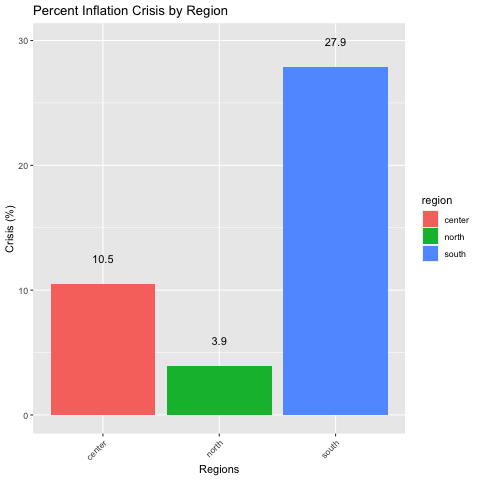 Percent Inflation Crisis by Region
Crisis (%)
30
20
10
0
27.9
10.5
3.9
center
north
south
Regions
region
center
north
south